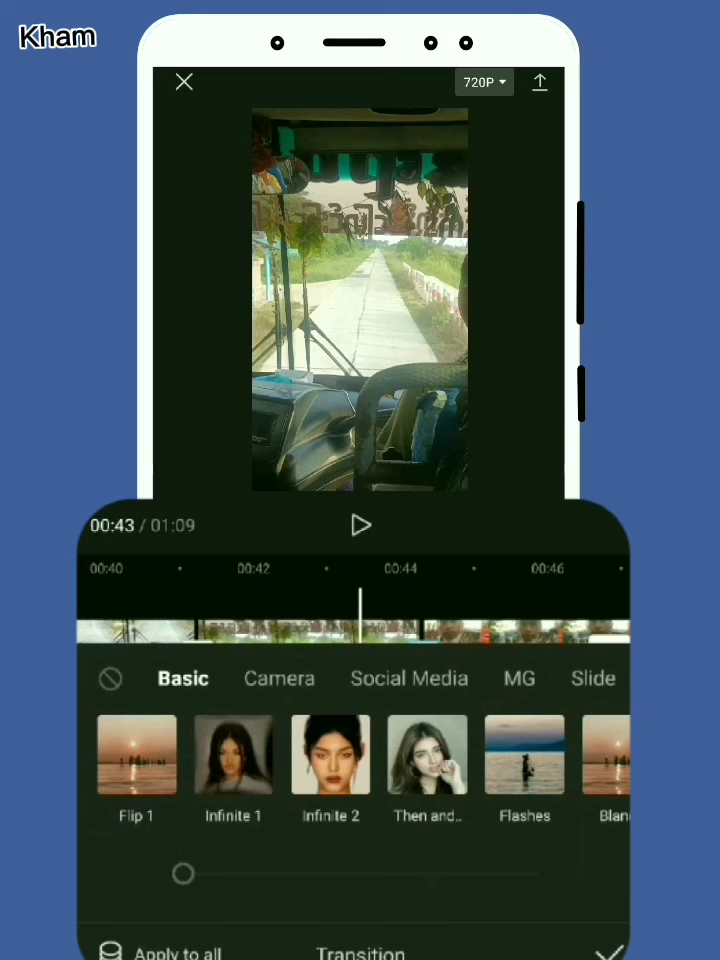 Kham
720P
00:43 / 01:09
00:40
00:42
00:44
00:46
Basic
Camera
Social Media
MG
Slide
Flip 1
Infinite 1
Infinite 2
Then and..
Flashes
Blan
Apply to all
Transition